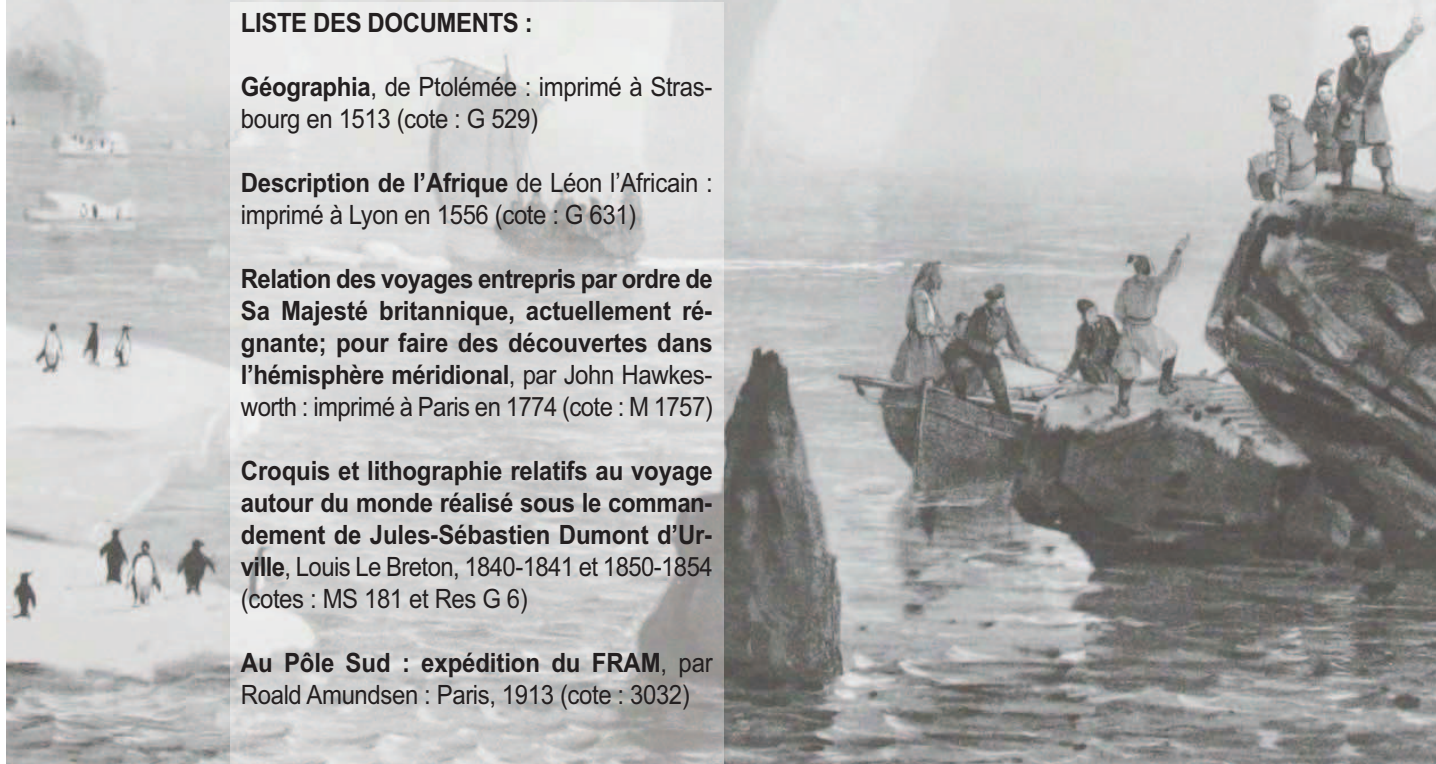 LISTE DES DOCUMENTS :
Géographia, de Ptolémée : imprimé à Stras-
bourg en 1513 (cote : G 529)
Description de l’Afrique de Léon l’Africain :
imprimé à Lyon en 1556 (cote : G 631)
Relation des voyages entrepris par ordre de
Sa Majesté britannique, actuellement ré-
gnante; pour faire des découvertes dans
l’hémisphère méridional, par John Hawkes-
worth : imprimé à Paris en 1774 (cote : M 1757)
Croquis et lithographie relatifs au voyage
autour du monde réalisé sous le comman-
dement de Jules-Sébastien Dumont d’Ur-
ville, Louis Le Breton, 1840-1841 et 1850-1854
(cotes : MS 181 et Res G 6)
Au Pôle Sud : expédition du FRAM, par
Roald Amundsen : Paris, 1913 (cote : 3032)